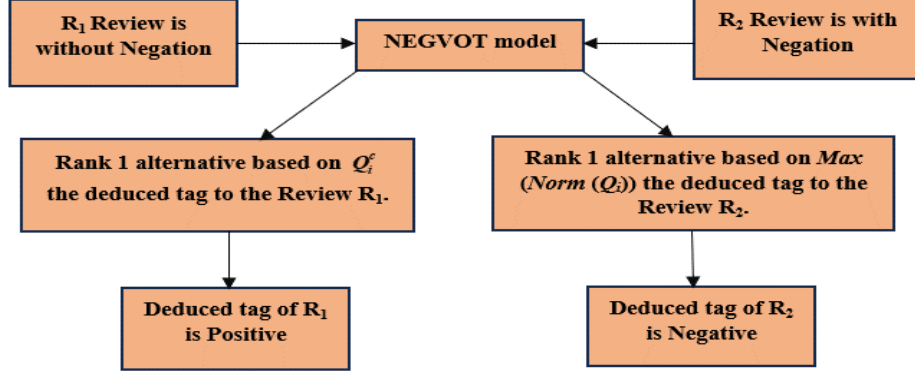 R₁ Review is
without Negation
NEGVOT model
R₂ Review is with
Negation
Rank 1 alternative based on Qᵢᶜ
the deduced tag to the Review R₁.
Rank 1 alternative based on Max
(Norm (Qᵢ)) the deduced tag to the
Review R₂.
Deduced tag of R₁
is Positive
Deduced tag of R₂
is Negative